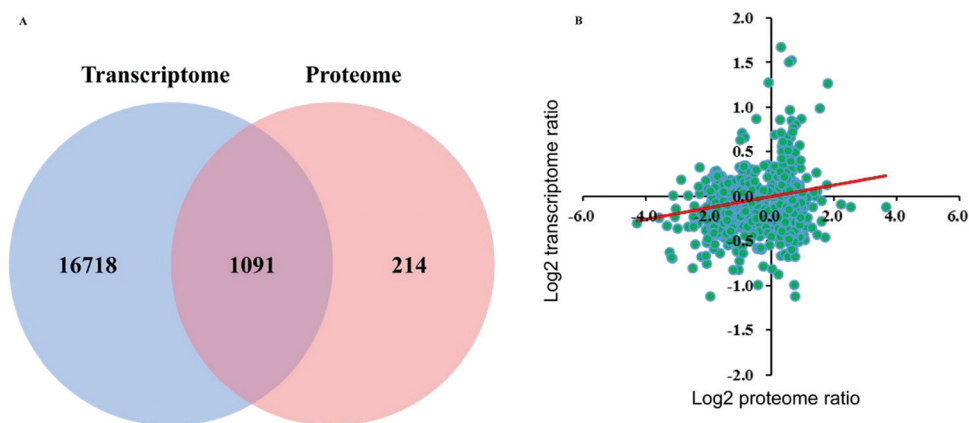 A
Transcriptome
Proteome
16718
1091
214
B
Log2 transcriptome ratio
2.0
1.5
1.0
0.5
0.0
-0.5
-1.0
-1.5
-2.0
-6.0 -4.0 -2.0 0.0 2.0 4.0 6.0
Log2 proteome ratio